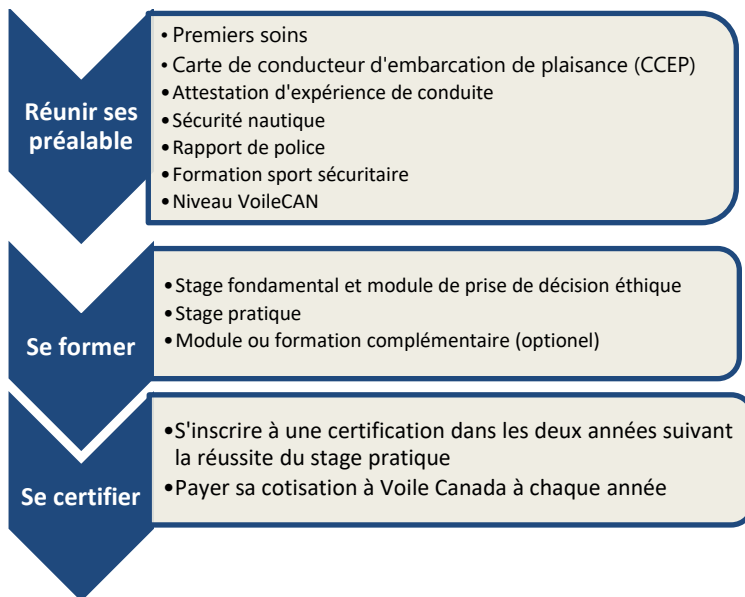 Réunir ses
préalable
• Premiers soins
• Carte de conducteur d'embarcation de plaisance (CCEP)
•Attestation d'expérience de conduite
•Sécurité nautique
•Rapport de police
•Formation sport sécuritaire
•Niveau VoileCAN
Se former
•Stage fondamental et module de prise de décision éthique
•Stage pratique
•Module ou formation complémentaire (optionel)
Se certifier
•S'inscrire à une certification dans les deux années suivant
la réussite du stage pratique
•Payer sa cotisation à Voile Canada à chaque année